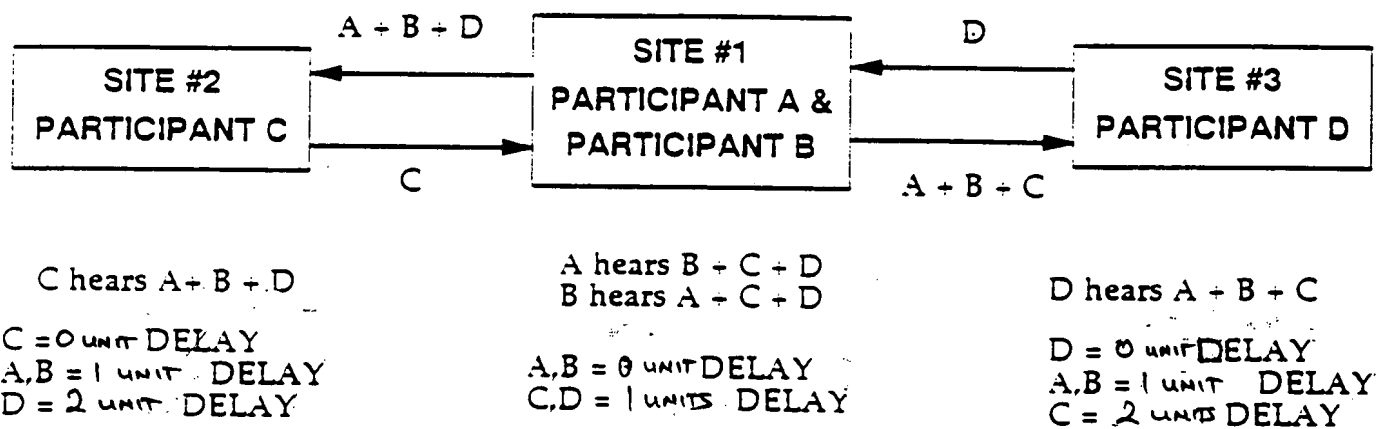 A + B + D
D
SITE #2
PARTICIPANT C
SITE #1
PARTICIPANT A &
PARTICIPANT B
SITE #3
PARTICIPANT D
C
A + B + C
C hears A + B + D
C = 0 UNIT DELAY
A,B = 1 UNIT DELAY
D = 2 UNIT DELAY
A hears B + C + D
B hears A + C + D
A,B = 0 UNIT DELAY
C,D = 1 UNITS DELAY
D hears A + B + C
D = 0 UNIT DELAY
A,B = 1 UNIT DELAY
C = 2 UNITS DELAY